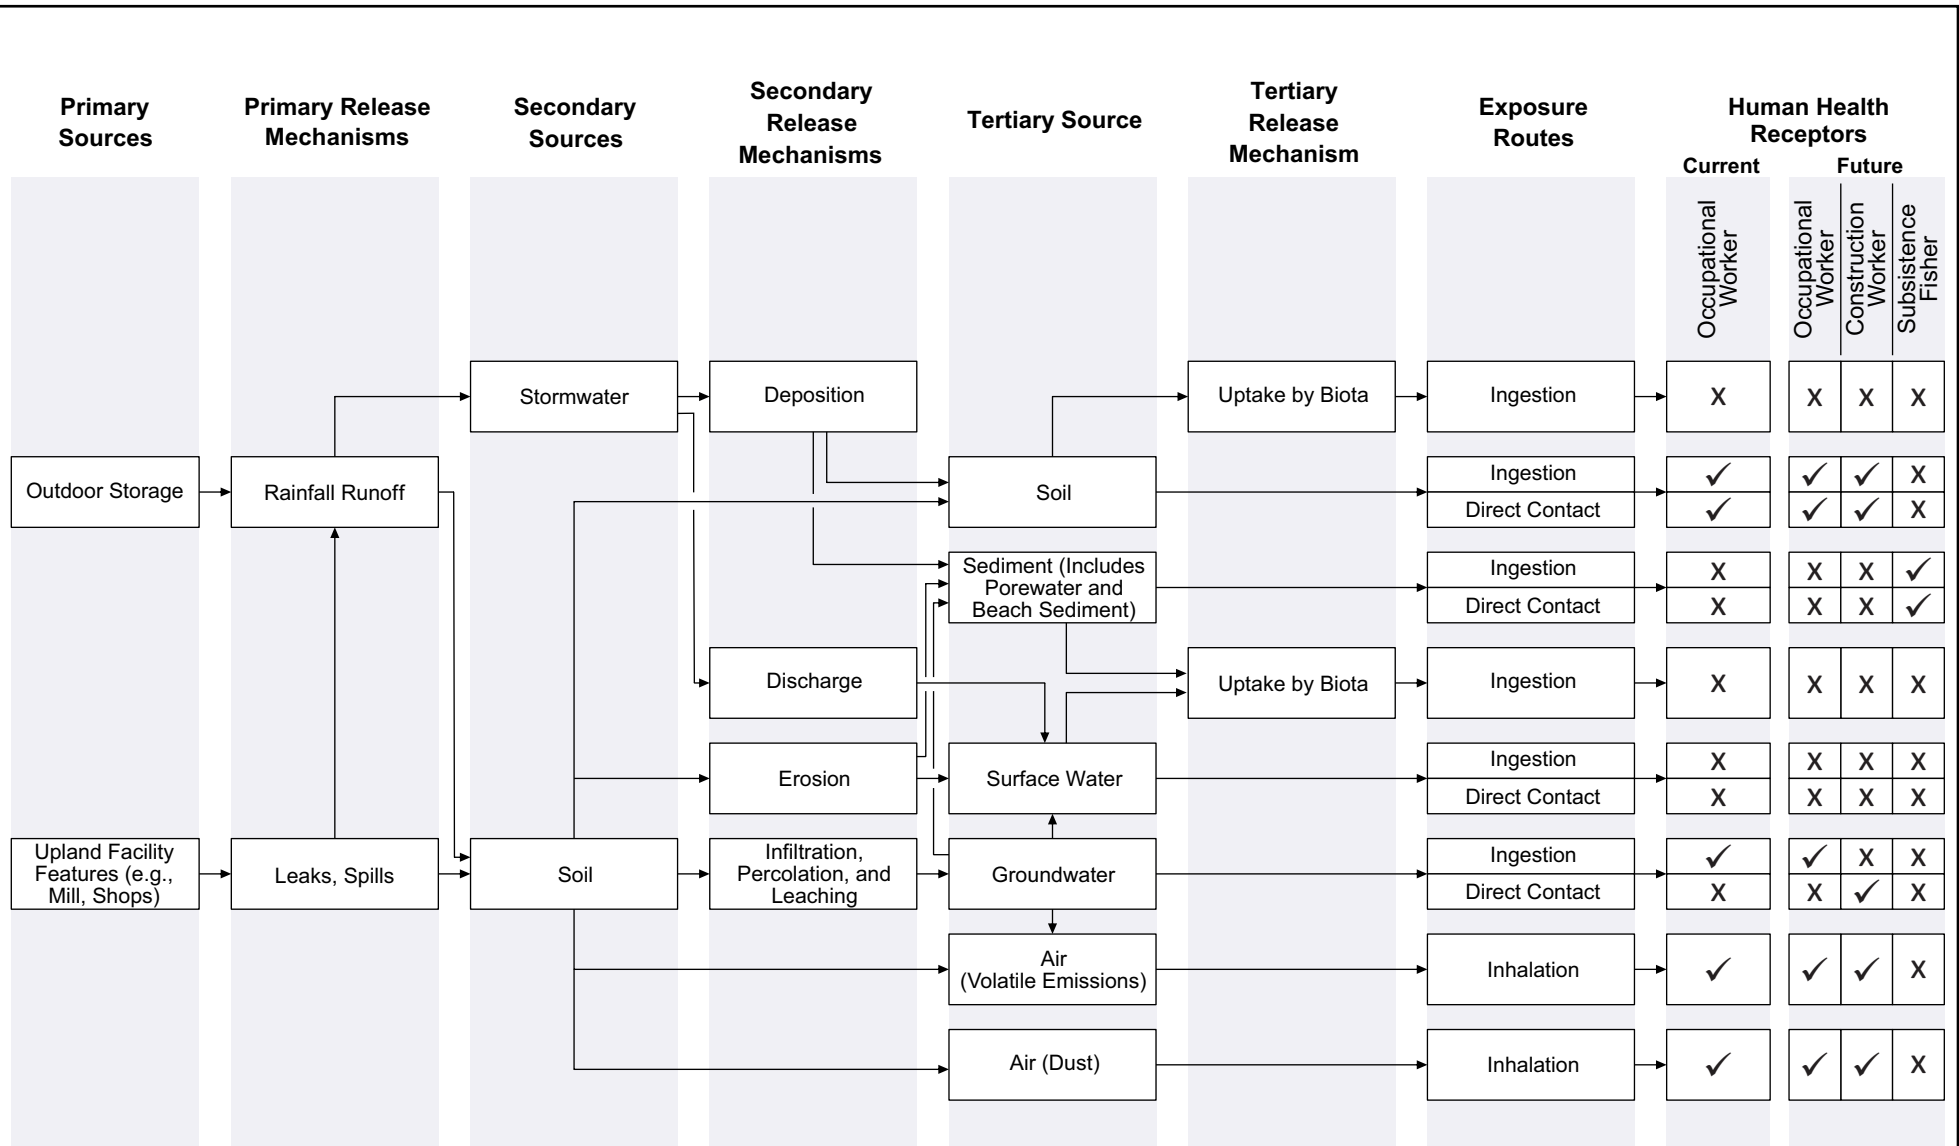 Primary
Sources
Primary Release
Mechanisms
Secondary
Sources
Secondary
Release
Mechanisms
Tertiary Source
Tertiary
Release
Mechanism
Exposure
Routes
Human Health
Receptors
Current
Future
Occupational
Worker
Occupational
Worker
Construction
Worker
Subsistence
Fisher
Stormwater
Deposition
Uptake by Biota
Ingestion
X
X
X
X
Outdoor Storage
Rainfall Runoff
Soil
Ingestion
✓
✓
✓
X
Direct Contact
✓
✓
✓
X
Sediment (Includes
Porewater and
Beach Sediment)
Ingestion
X
X
X
✓
Direct Contact
X
X
X
✓
Discharge
Uptake by Biota
Ingestion
X
X
X
X
Erosion
Surface Water
Ingestion
X
X
X
X
Direct Contact
X
X
X
X
Upland Facility
Features (e.g.,
Mill, Shops)
Leaks, Spills
Soil
Infiltration,
Percolation, and
Leaching
Groundwater
Ingestion
✓
✓
X
X
Direct Contact
X
X
✓
X
Air
(Volatile Emissions)
Inhalation
✓
✓
✓
X
Air (Dust)
Inhalation
✓
✓
✓
X